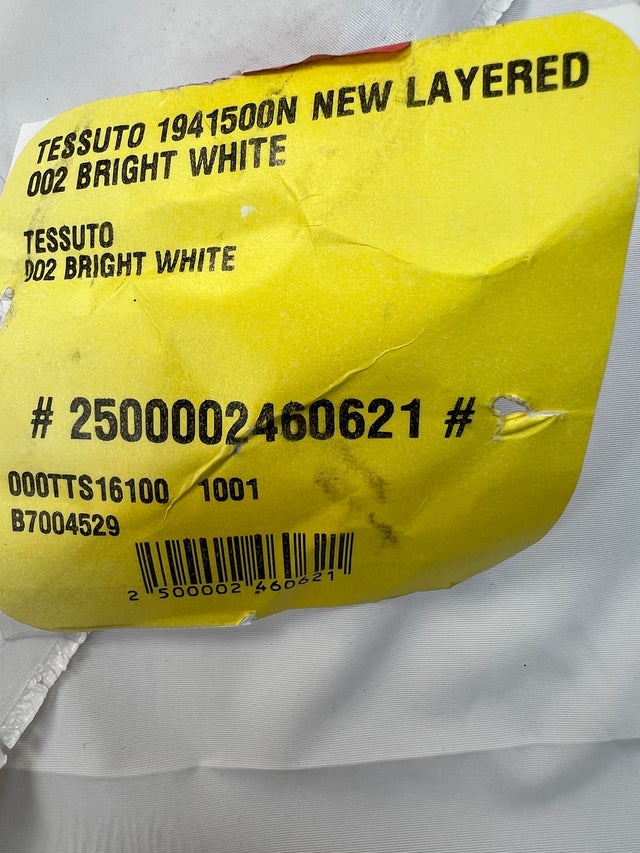 TESSUTO 1941500N NEW LAYERED
002 BRIGHT WHITE
TESSUTO
002 BRIGHT WHITE
# 2500002460621 #
000TTS16100 1001
B7004529
2 500002 460621